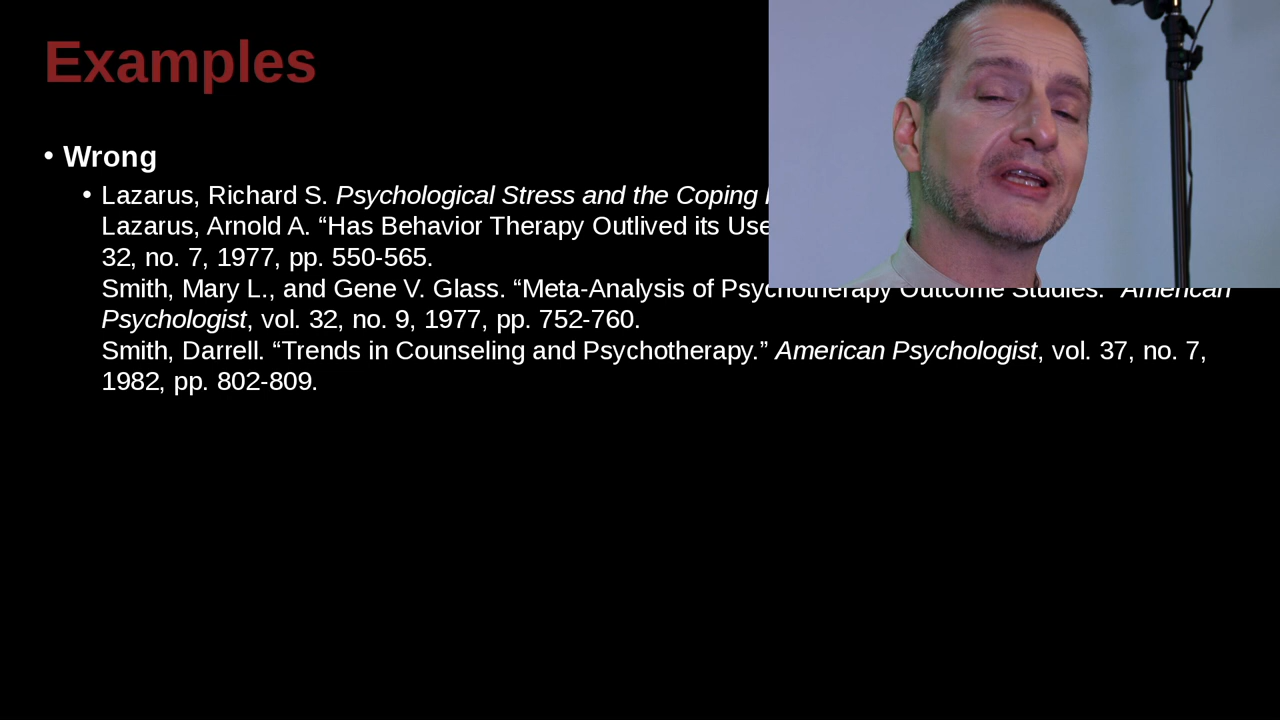 Examples
• Wrong
• Lazarus, Richard S. Psychological Stress and the Coping
Lazarus, Arnold A. “Has Behavior Therapy Outlived its
32, no. 7, 1977, pp. 550-565.
Smith, Mary L., and Gene V. Glass. “Meta-Analysis of Psychotherapy Outcome Studies.” American
Psychologist, vol. 32, no. 9, 1977, pp. 752-760.
Smith, Darrell. “Trends in Counseling and Psychotherapy.” American Psychologist, vol. 37, no. 7,
1982, pp. 802-809.